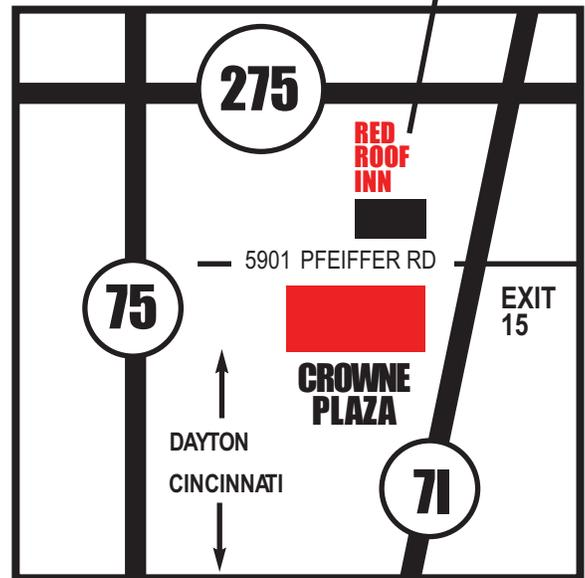 275
RED
ROOF
INN
5901 PFEIFFER RD
75
EXIT
15
CROWNE
PLAZA
DAYTON
CINCINNATI
71